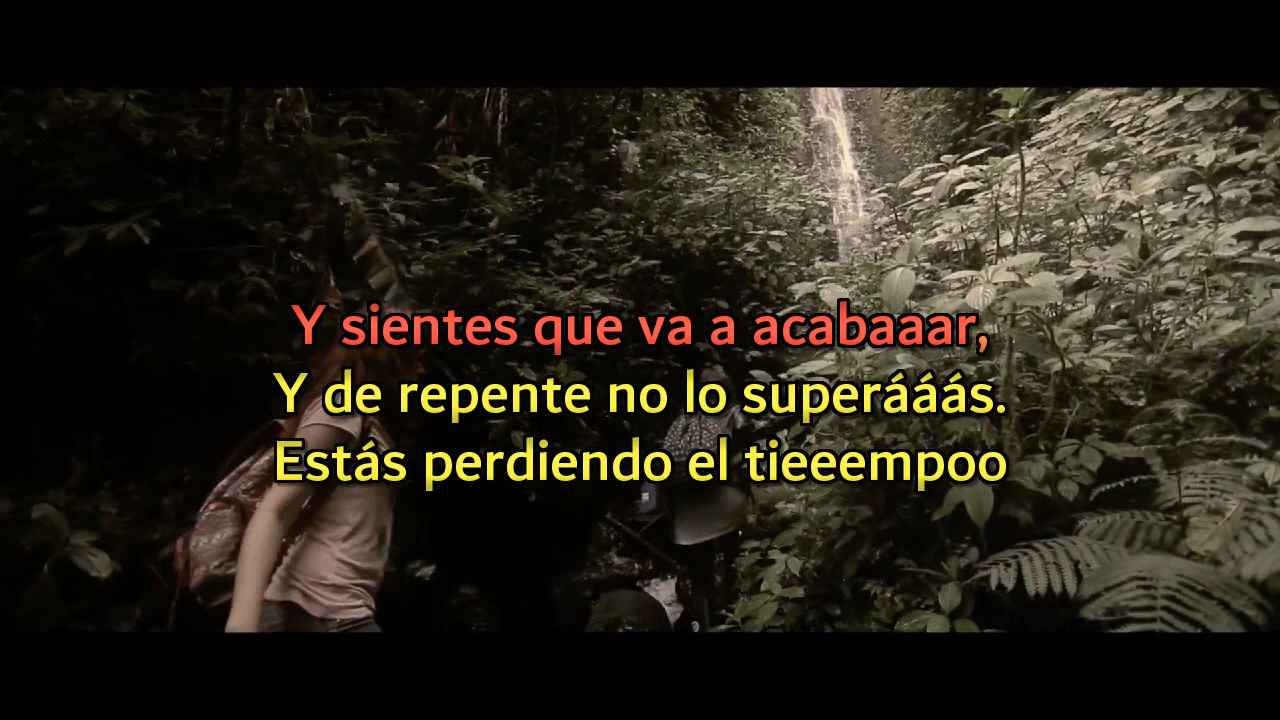 Y sientes que va a acabaaar,
Y de repente no lo superááás.
Estás perdiendo el tieeempoo